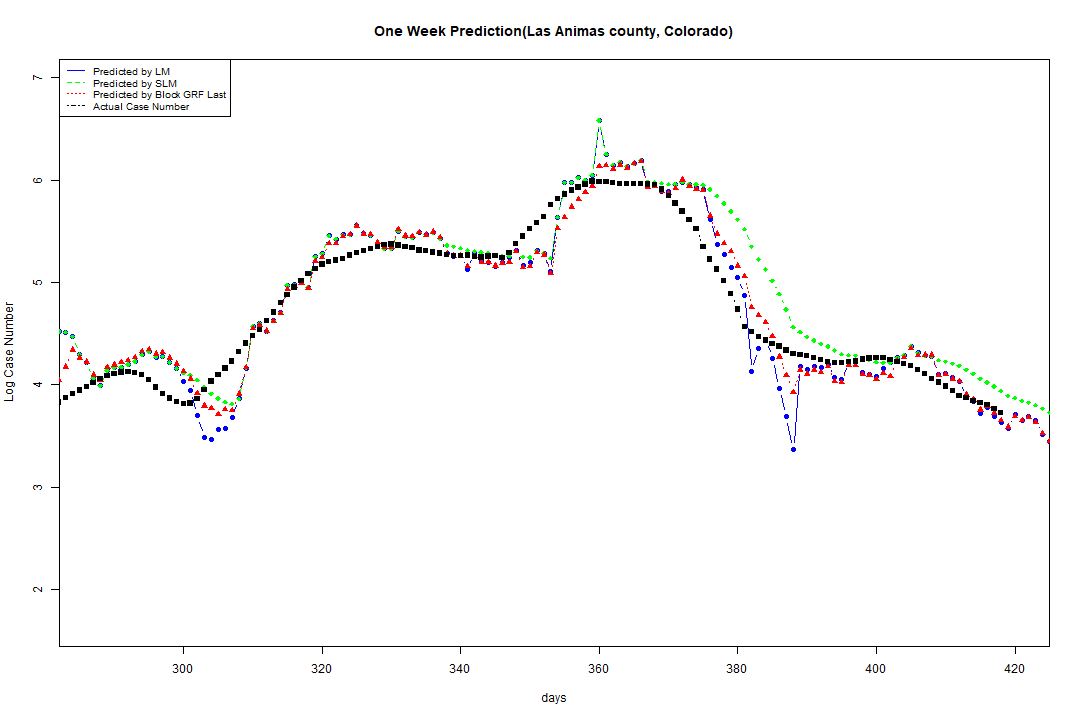 One Week Prediction(Las Animas county, Colorado)
Predicted by LM
Predicted by SLM
Predicted by Block GRF Last
Actual Case Number
7
6
5
4
3
2
Log Case Number
300 320 340 360 380 400 420
days